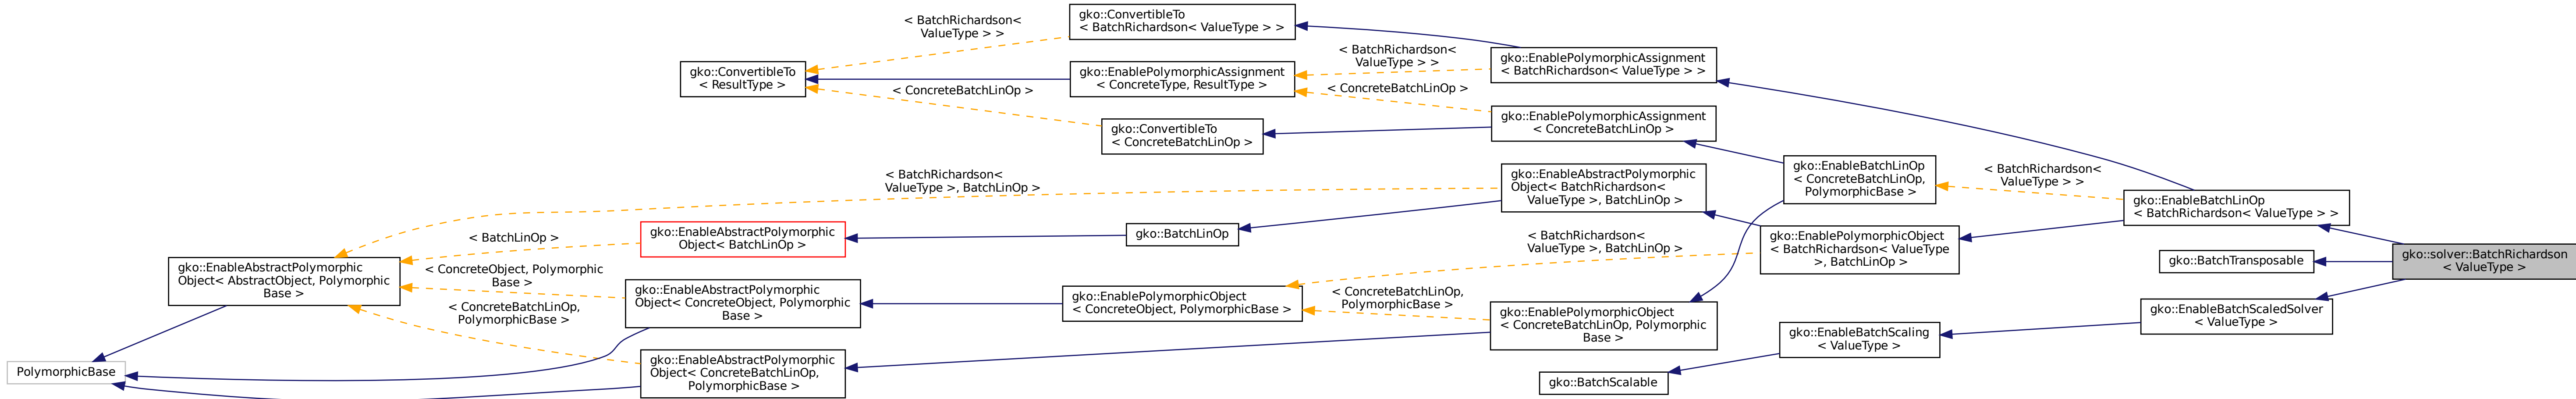 PolymorphicBase
gko::EnableAbstractPolymorphic
Object< AbstractObject, Polymorphic
Base >
< BatchRichardson<
ValueType >, BatchLinOp >
< BatchLinOp >
< ConcreteObject, Polymorphic
Base >
< ConcreteBatchLinOp,
PolymorphicBase >
gko::ConvertibleTo
< ResultType >
gko::EnableAbstractPolymorphic
Object< BatchLinOp >
gko::EnableAbstractPolymorphic
Object< ConcreteObject, Polymorphic
Base >
gko::EnableAbstractPolymorphic
Object< ConcreteBatchLinOp,
PolymorphicBase >
< BatchRichardson<
ValueType > >
< ConcreteBatchLinOp >
gko::ConvertibleTo
< BatchRichardson< ValueType > >
gko::EnablePolymorphicAssignment
< ConcreteType, ResultType >
gko::ConvertibleTo
< ConcreteBatchLinOp >
gko::BatchLinOp
gko::EnablePolymorphicObject
< ConcreteObject, PolymorphicBase >
< BatchRichardson<
ValueType > >
< ConcreteBatchLinOp >
< BatchRichardson<
ValueType >, BatchLinOp >
< ConcreteBatchLinOp,
PolymorphicBase >
gko::EnablePolymorphicAssignment
< BatchRichardson< ValueType > >
gko::EnablePolymorphicAssignment
< ConcreteBatchLinOp >
gko::EnableAbstractPolymorphic
Object< BatchRichardson<
ValueType >, BatchLinOp >
gko::EnablePolymorphicObject
< ConcreteBatchLinOp, Polymorphic
Base >
gko::BatchScalable
gko::EnableBatchLinOp
< ConcreteBatchLinOp,
PolymorphicBase >
gko::EnablePolymorphicObject
< BatchRichardson< ValueType
>, BatchLinOp >
gko::EnableBatchScaling
< ValueType >
< BatchRichardson<
ValueType > >
gko::EnableBatchLinOp
< BatchRichardson< ValueType > >
gko::BatchTransposable
gko::EnableBatchScaledSolver
< ValueType >
gko::solver::BatchRichardson
< ValueType >